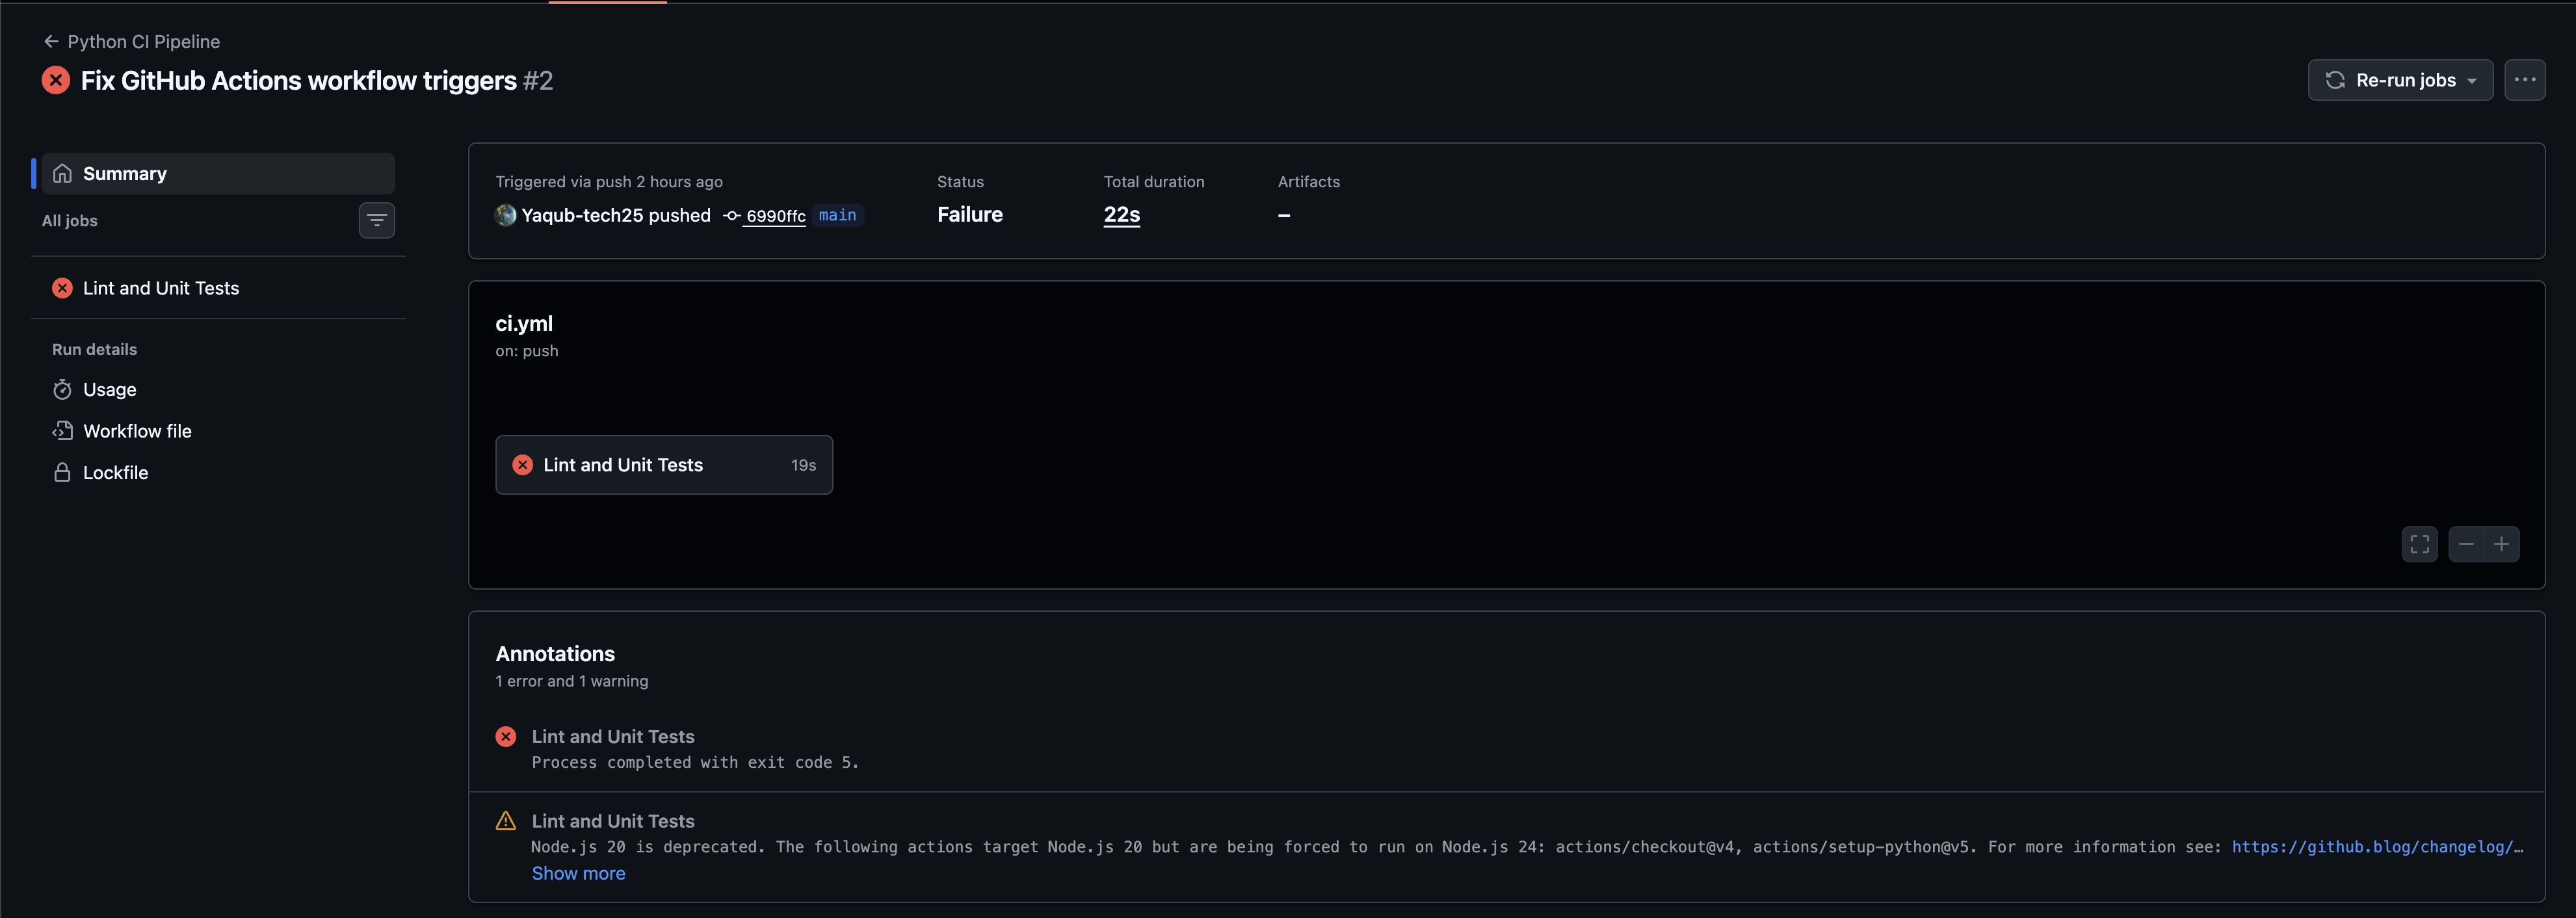 Python CI Pipeline
Fix GitHub Actions workflow triggers #2
Re-run jobs
Summary
All jobs
Lint and Unit Tests
Run details
Usage
Workflow file
Lockfile
Triggered via push 2 hours ago
Yaqub-tech25 pushed 6990ffc main
Status
Failure
Total duration
22s
Artifacts
–
ci.yml
on: push
Lint and Unit Tests 19s
Annotations
1 error and 1 warning
Lint and Unit Tests
Process completed with exit code 5.
Lint and Unit Tests
Node.js 20 is deprecated. The following actions target Node.js 20 but are being forced to run on Node.js 24: actions/checkout@v4, actions/setup-python@v5. For more information see: https://github.blog/changelog/…
Show more